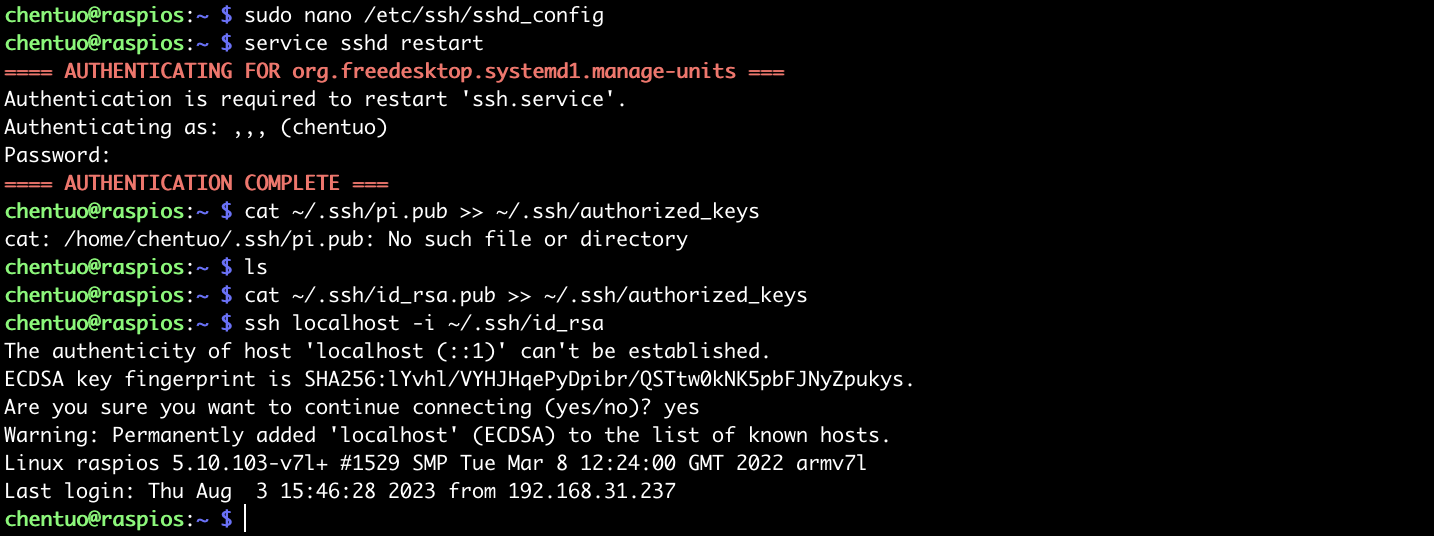 chentuo@raspios:~ $ sudo nano /etc/ssh/sshd_config
chentuo@raspios:~ $ service sshd restart
==== AUTHENTICATING FOR org.freedesktop.systemd1.manage-units ===
Authentication is required to restart 'ssh.service'.
Authenticating as: ,,, (chentuo)
Password:
==== AUTHENTICATION COMPLETE ===
chentuo@raspios:~ $ cat ~/.ssh/pi.pub >> ~/.ssh/authorized_keys
cat: /home/chentuo/.ssh/pi.pub: No such file or directory
chentuo@raspios:~ $ ls
chentuo@raspios:~ $ cat ~/.ssh/id_rsa.pub >> ~/.ssh/authorized_keys
chentuo@raspios:~ $ ssh localhost -i ~/.ssh/id_rsa
The authenticity of host 'localhost (::1)' can't be established.
ECDSA key fingerprint is SHA256:lYvhl/VYHJHqePyDpibr/QSTtw0kNK5pbFJNyZpukys.
Are you sure you want to continue connecting (yes/no)? yes
Warning: Permanently added 'localhost' (ECDSA) to the list of known hosts.
Linux raspios 5.10.103-v7l+ #1529 SMP Tue Mar 8 12:24:00 GMT 2022 armv7l
Last login: Thu Aug  3 15:46:28 2023 from 192.168.31.237
chentuo@raspios:~ $